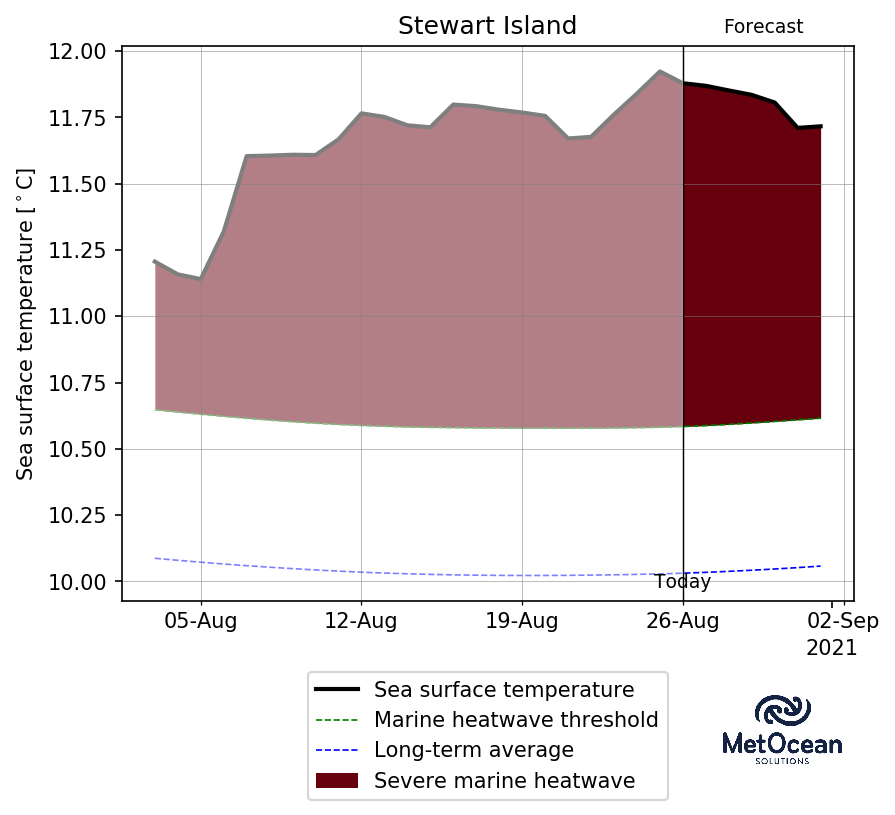 Stewart Island
Forecast
Sea surface temperature [°C]
12.00
11.75
11.50
11.25
11.00
10.75
10.50
10.25
10.00
Today
05-Aug
12-Aug
19-Aug
26-Aug
02-Sep
2021
Sea surface temperature
Marine heatwave threshold
Long-term average
Severe marine heatwave
MetOcean
SOLUTIONS